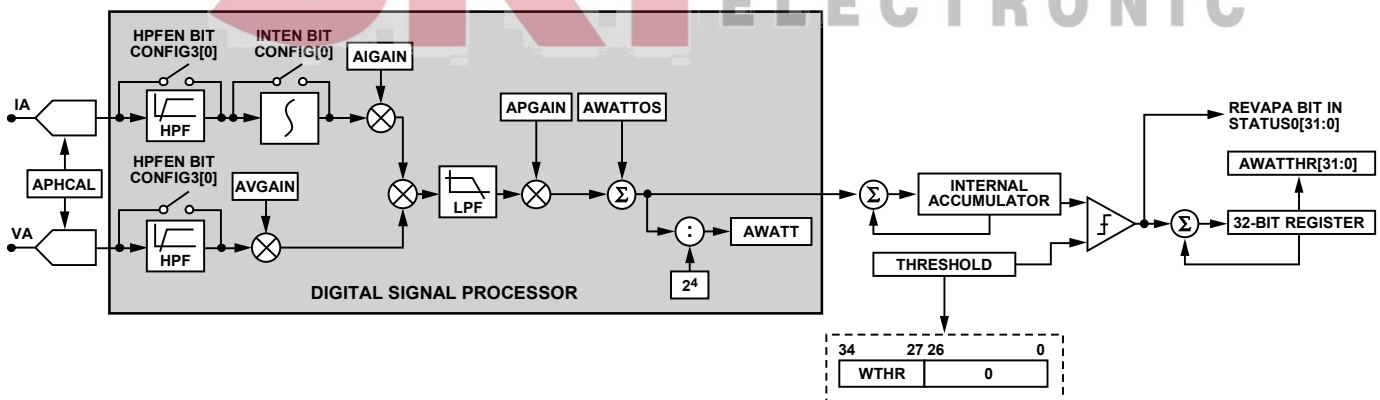 ELECTRONIC
HPFEN BIT
CONFIG3[0]
INTEN BIT
CONFIG[0]
AIGAIN
IA
HPF
APGAIN
AWATTOS
REVAPA BIT IN
STATUS0[31:0]
HPFEN BIT
CONFIG3[0]
AVGAIN
APHCAL
LPF
Σ
Σ
INTERNAL
ACCUMULATOR
AWATTHR[31:0]
VA
HPF
:
AWATT
Σ
32-BIT REGISTER
THRESHOLD
2⁴
DIGITAL SIGNAL PROCESSOR
34
27 26
0
WTHR
0